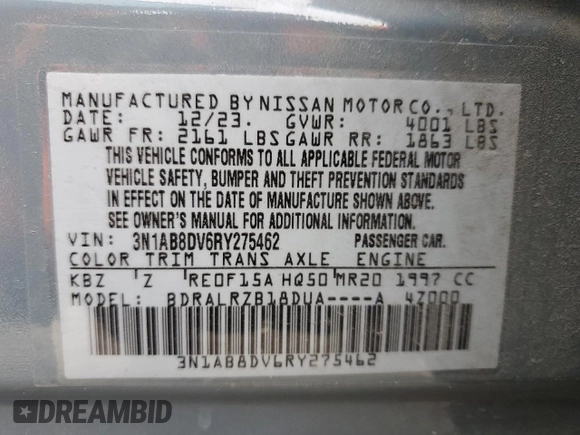 MANUFACTURED BY NISSAN MOTOR CO., LTD.
DATE: 12/23. GVWR: 4001 LBS
GAWR FR: 2161 LBS GAWR RR: 1863 LBS
THIS VEHICLE CONFORMS TO ALL APPLICABLE FEDERAL MOTOR
VEHICLE SAFETY, BUMPER AND THEFT PREVENTION STANDARDS
IN EFFECT ON THE DATE OF MANUFACTURE SHOWN ABOVE.
SEE OWNER'S MANUAL FOR ADDITIONAL INFORMATION.
VIN: 3N1AB8DV6RY275462 PASSENGER CAR.
COLOR TRIM TRANS AXLE ENGINE
KBZ Z RE0F15A HQ50 MR20 1997 CC
MODEL: BDRALRZB18DUA----A 4Z000
3N1AB8DV6RY275462
DREAMBID